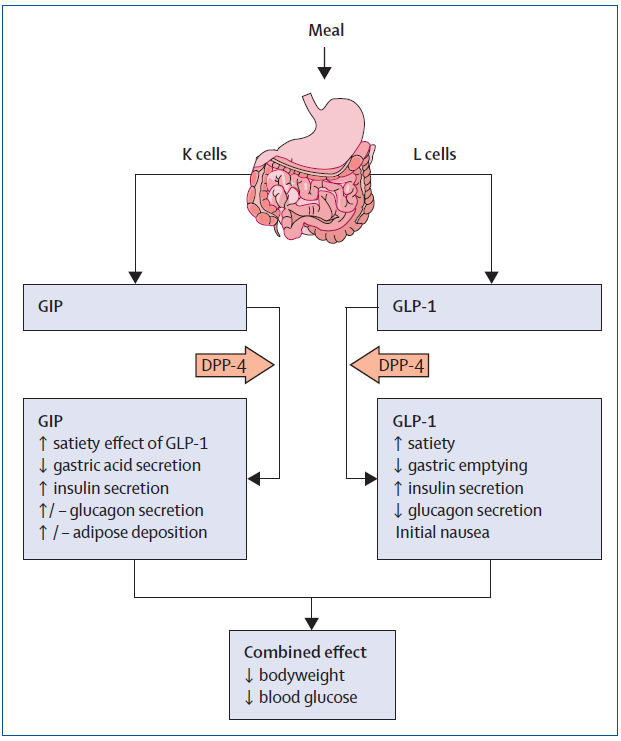 Meal
K cells
L cells
GIP
GLP-1
DPP-4
DPP-4
GIP
↑ satiety effect of GLP-1
↓ gastric acid secretion
↑ insulin secretion
↑/ – glucagon secretion
↑ /– adipose deposition
GLP-1
↑ satiety
↓ gastric emptying
↑ insulin secretion
↓ glucagon secretion
Initial nausea
Combined effect
↓ bodyweight
↓ blood glucose